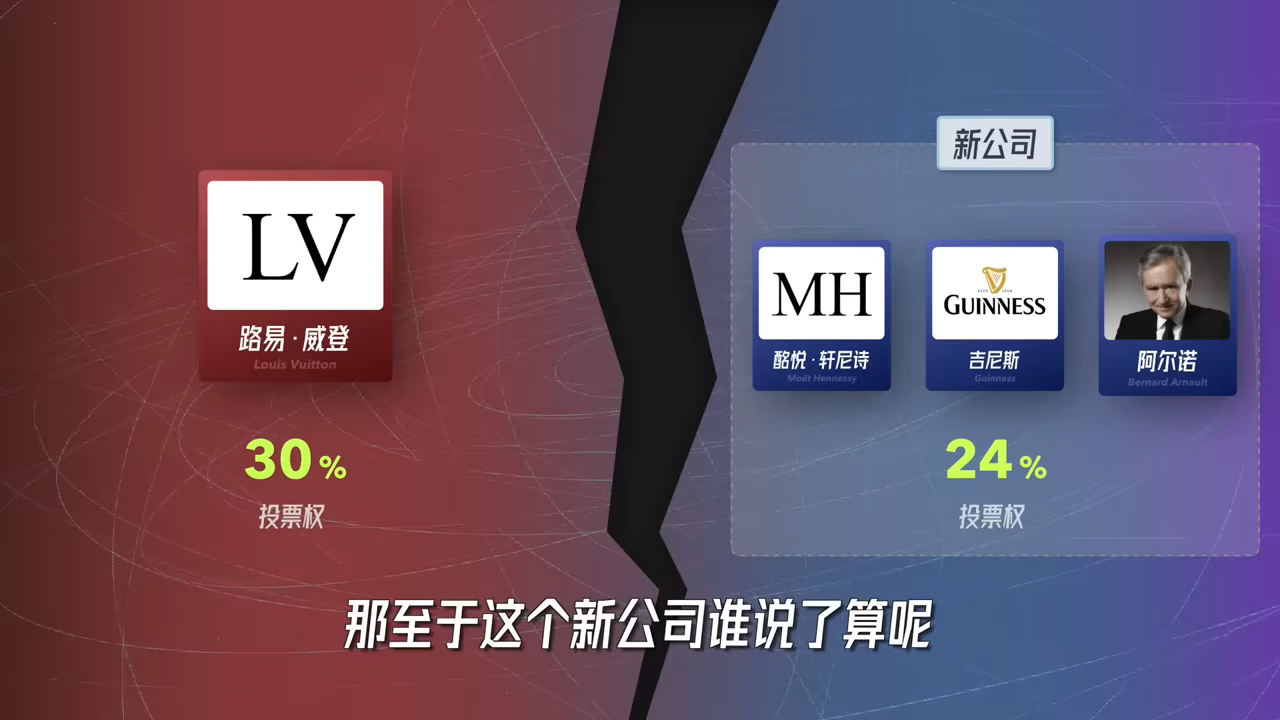 新公司
LV
路易·威登
Louis Vuitton
30%
投票权
MH
酩悦·轩尼诗
Moët Hennessy
GUINNESS
吉尼斯
Guinness
阿尔诺
Bernard Arnault
24%
投票权
那至于这个新公司谁说了算呢